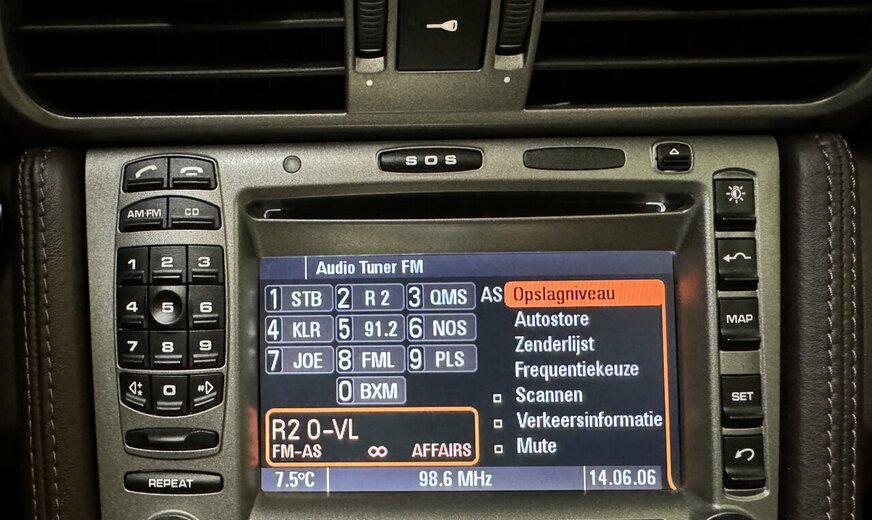 SOS
AM·FM CD
1 2 3
4 5 6
7 8 9
*+ 0 #
REPEAT
Audio Tuner FM
1 STB 2 R 2 3 QMS AS
4 KLR 5 91.2 6 NOS
7 JOE 8 FML 9 PLS
0 BXM
Opslagniveau
Autostore
Zenderlijst
Frequentiekeuze
Scannen
Verkeersinformatie
Mute
R2 O-VL
FM-AS ∞ AFFAIRS
7.5°C 98.6 MHz 14.06.06
MAP
SET